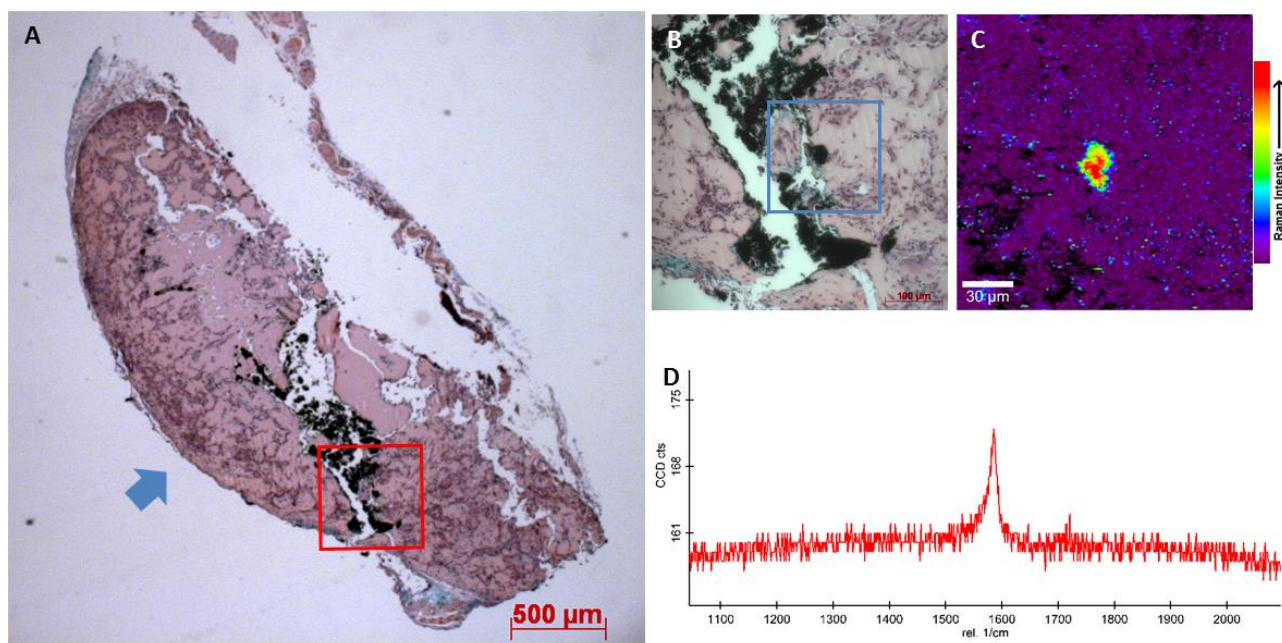 A
500 µm
B
100 µm
C
30 µm
Raman Intensity
D
CCD cts
175
168
161
1100 1200 1300 1400 1500 1600 1700 1800 1900 2000
rel. 1/cm